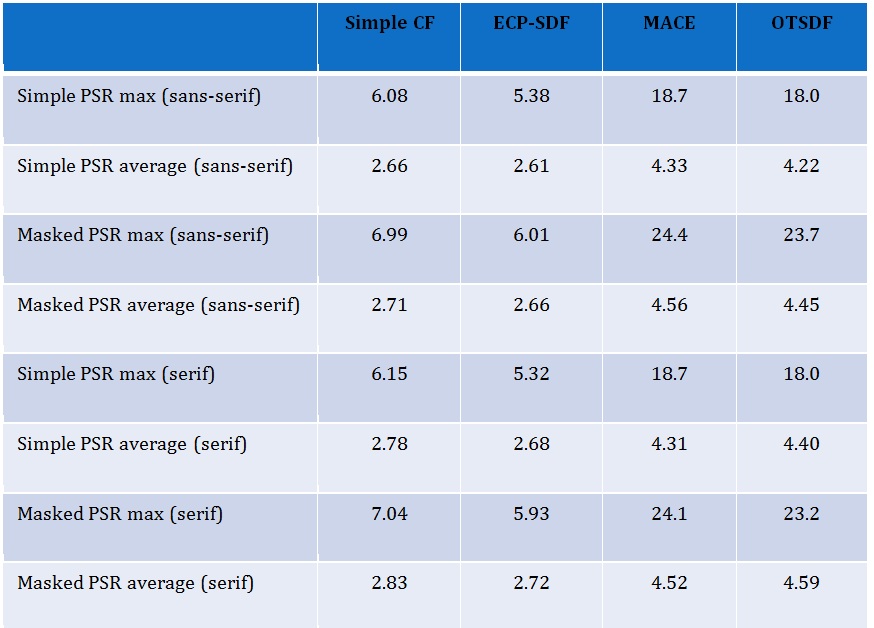 Simple CF ECP-SDF MACE OTSDF
Simple PSR max (sans-serif) 6.08 5.38 18.7 18.0
Simple PSR average (sans-serif) 2.66 2.61 4.33 4.22
Masked PSR max (sans-serif) 6.99 6.01 24.4 23.7
Masked PSR average (sans-serif) 2.71 2.66 4.56 4.45
Simple PSR max (serif) 6.15 5.32 18.7 18.0
Simple PSR average (serif) 2.78 2.68 4.31 4.40
Masked PSR max (serif) 7.04 5.93 24.1 23.2
Masked PSR average (serif) 2.83 2.72 4.52 4.59